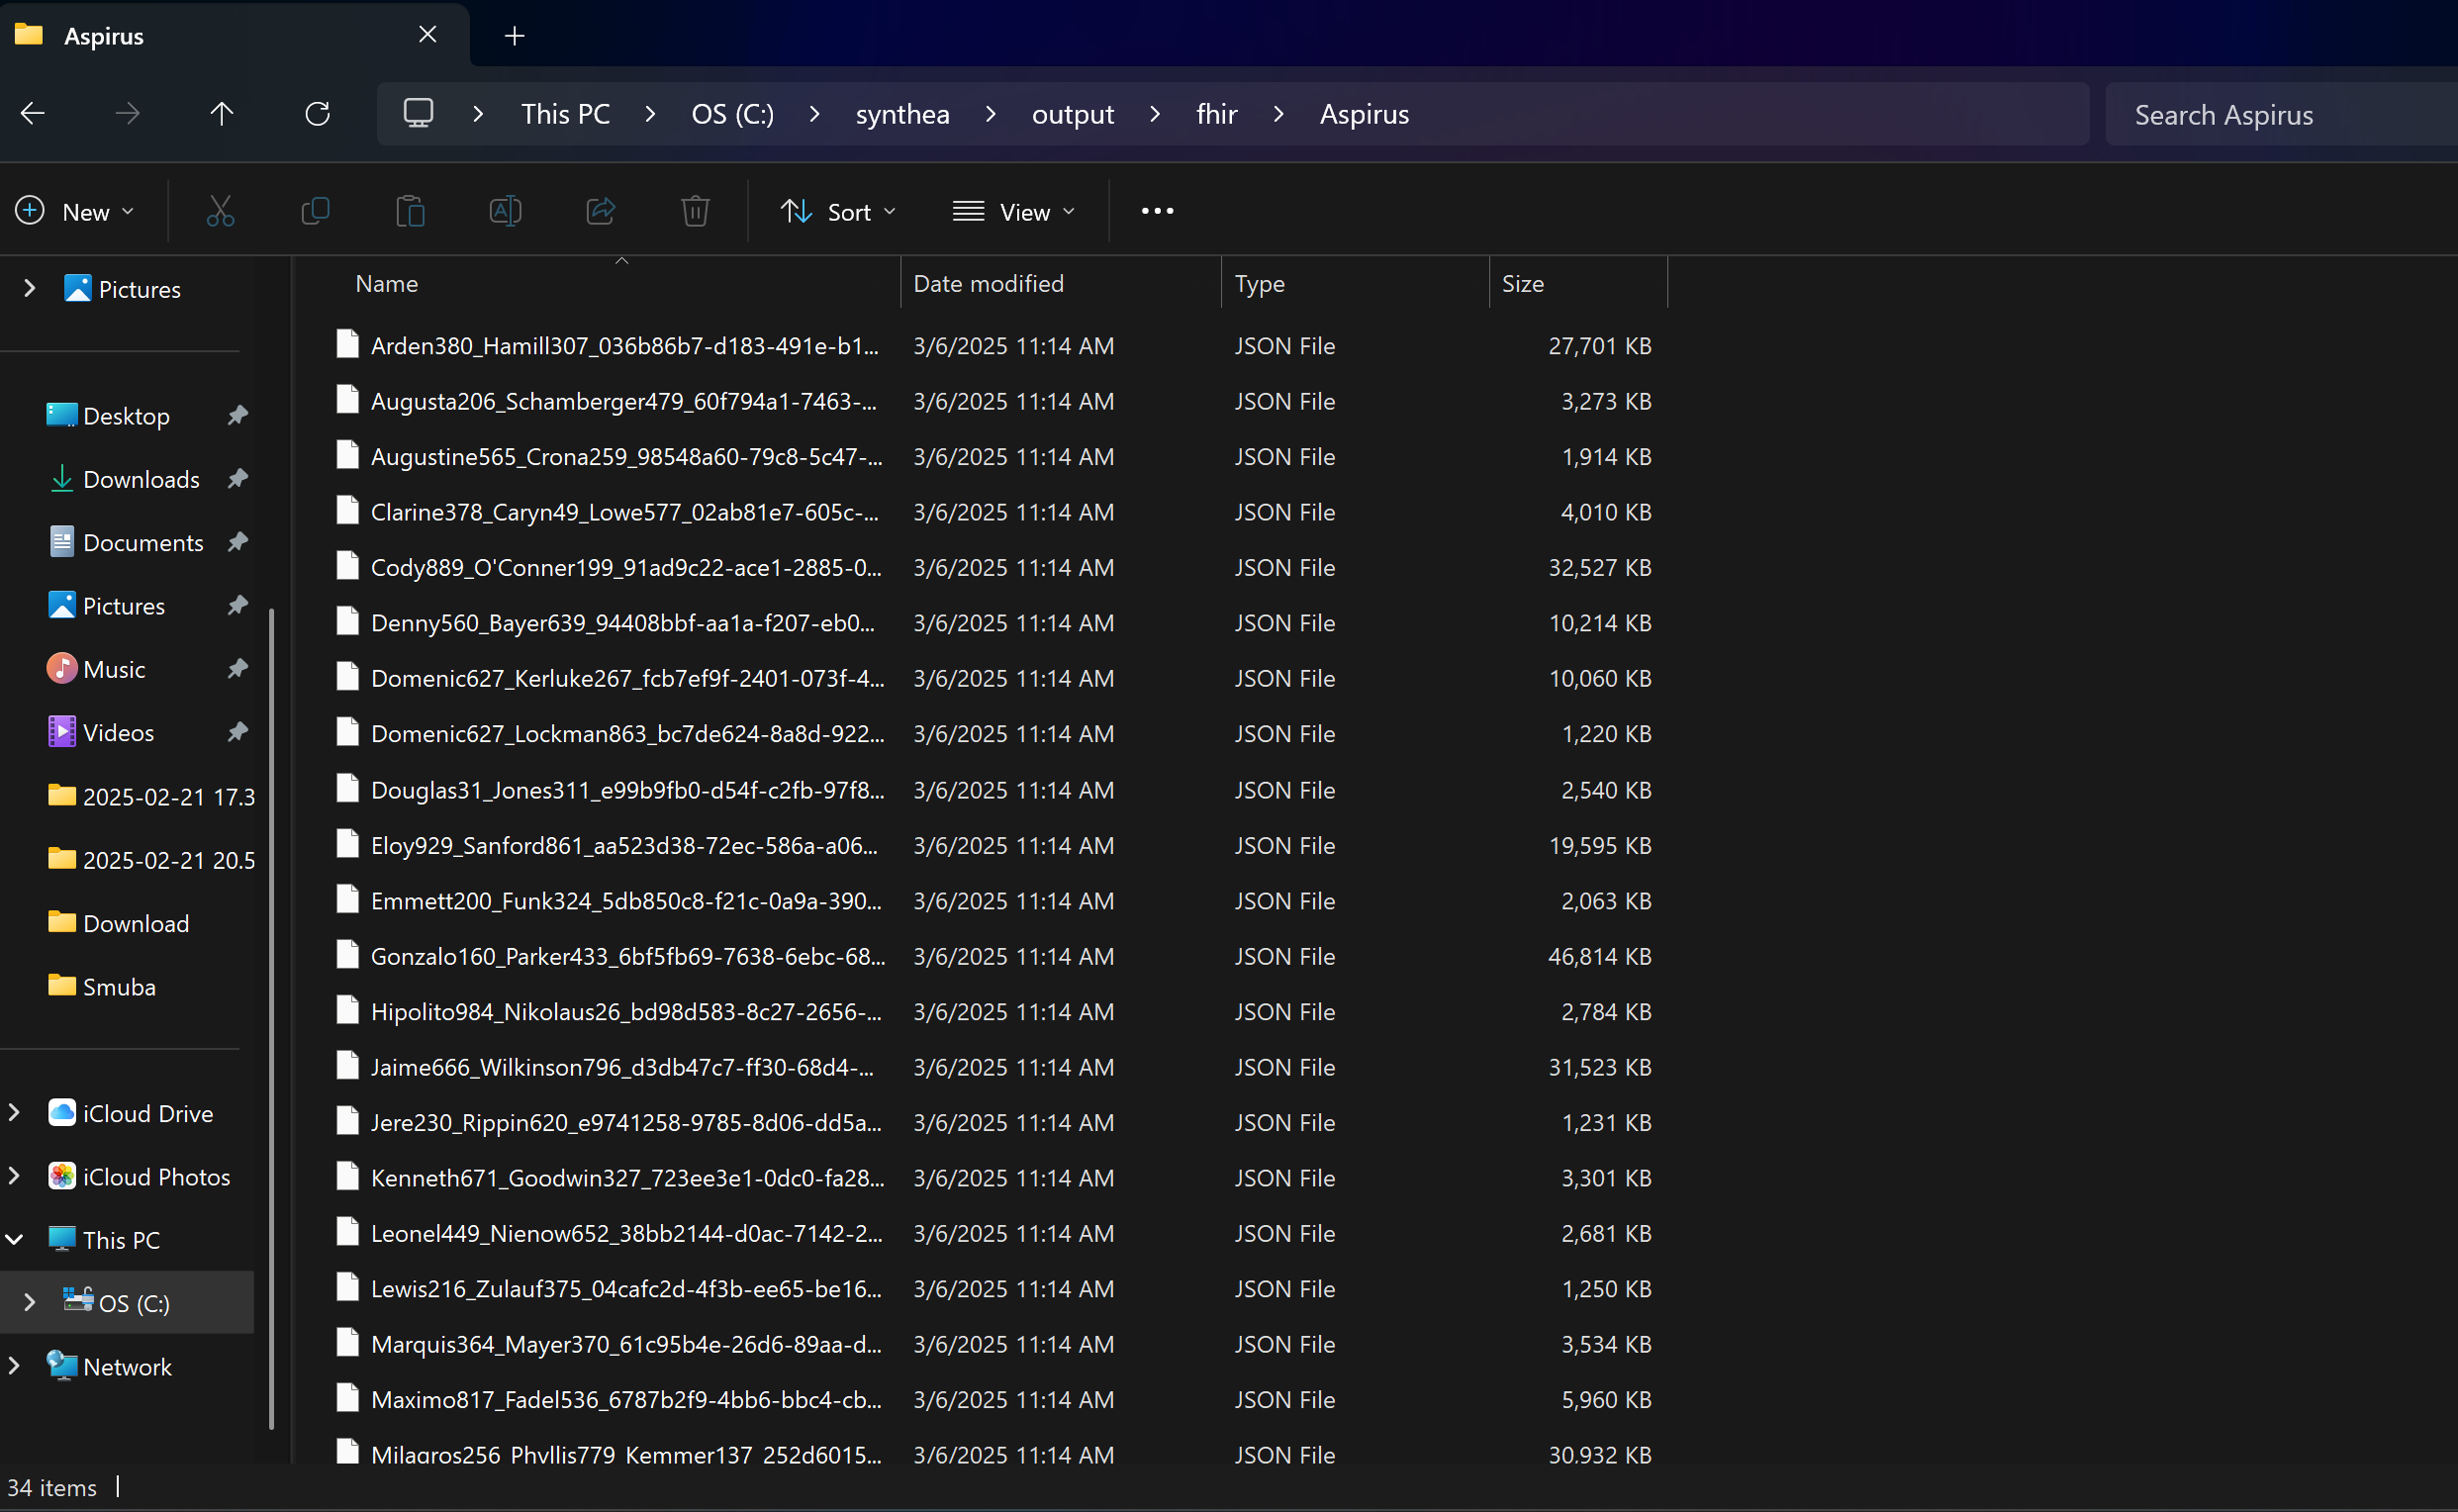 Aspirus
This PC > OS (C:) > synthea > output > fhir > Aspirus
Search Aspirus
New
Sort
View
Pictures
Desktop
Downloads
Documents
Pictures
Music
Videos
2025-02-21 17.3
2025-02-21 20.5
Download
Smuba
iCloud Drive
iCloud Photos
This PC
OS (C:)
Network
Name Date modified Type Size
Arden380_Hamill307_036b86b7-d183-491e-b1... 3/6/2025 11:14 AM JSON File 27,701 KB
Augusta206_Schamberger479_60f794a1-7463-... 3/6/2025 11:14 AM JSON File 3,273 KB
Augustine565_Crona259_98548a60-79c8-5c47-... 3/6/2025 11:14 AM JSON File 1,914 KB
Clarine378_Caryn49_Lowe577_02ab81e7-605c-... 3/6/2025 11:14 AM JSON File 4,010 KB
Cody889_O'Conner199_91ad9c22-ace1-2885-0... 3/6/2025 11:14 AM JSON File 32,527 KB
Denny560_Bayer639_94408bbf-aa1a-f207-eb0... 3/6/2025 11:14 AM JSON File 10,214 KB
Domenic627_Kerluke267_fcb7ef9f-2401-073f-4... 3/6/2025 11:14 AM JSON File 10,060 KB
Domenic627_Lockman863_bc7de624-8a8d-922... 3/6/2025 11:14 AM JSON File 1,220 KB
Douglas31_Jones311_e99b9fb0-d54f-c2fb-97f8... 3/6/2025 11:14 AM JSON File 2,540 KB
Eloy929_Sanford861_aa523d38-72ec-586a-a06... 3/6/2025 11:14 AM JSON File 19,595 KB
Emmett200_Funk324_5db850c8-f21c-0a9a-390... 3/6/2025 11:14 AM JSON File 2,063 KB
Gonzalo160_Parker433_6bf5fb69-7638-6ebc-68... 3/6/2025 11:14 AM JSON File 46,814 KB
Hipolito984_Nikolaus26_bd98d583-8c27-2656-... 3/6/2025 11:14 AM JSON File 2,784 KB
Jaime666_Wilkinson796_d3db47c7-ff30-68d4-... 3/6/2025 11:14 AM JSON File 31,523 KB
Jere230_Rippin620_e9741258-9785-8d06-dd5a... 3/6/2025 11:14 AM JSON File 1,231 KB
Kenneth671_Goodwin327_723ee3e1-0dc0-fa28... 3/6/2025 11:14 AM JSON File 3,301 KB
Leonel449_Nienow652_38bb2144-d0ac-7142-2... 3/6/2025 11:14 AM JSON File 2,681 KB
Lewis216_Zulauf375_04cafc2d-4f3b-ee65-be16... 3/6/2025 11:14 AM JSON File 1,250 KB
Marquis364_Mayer370_61c95b4e-26d6-89aa-d... 3/6/2025 11:14 AM JSON File 3,534 KB
Maximo817_Fadel536_6787b2f9-4bb6-bbc4-cb... 3/6/2025 11:14 AM JSON File 5,960 KB
Milagros256_Phyllis779_Kemmer137_252d6015... 3/6/2025 11:14 AM JSON File 30,932 KB
34 items